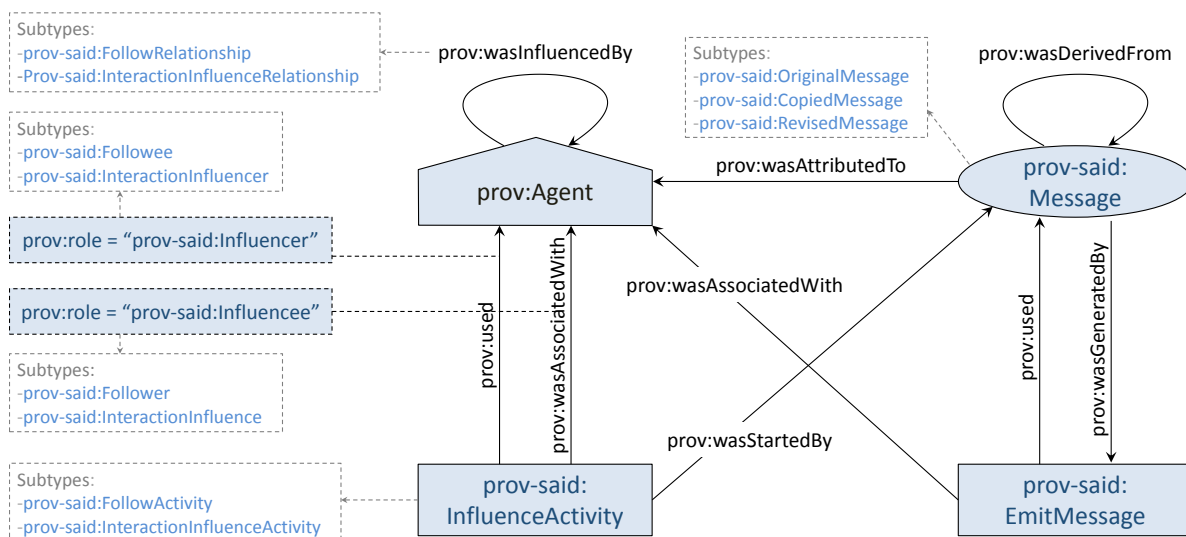 Subtypes:
-prov-said:FollowRelationship
-Prov-said:InteractionInfluenceRelationship
prov:wasInfluencedBy
Subtypes:
-prov-said:OriginalMessage
-prov-said:CopiedMessage
-prov-said:RevisedMessage
prov:wasDerivedFrom
Subtypes:
-prov-said:Followee
-prov-said:InteractionInfluencer
prov:Agent
prov:wasAttributedTo
prov-said:
Message
prov:role = “prov-said:Influencer”
prov:role = “prov-said:Influencee”
prov:used
prov:wasAssociatedWith
prov:wasAssociatedWith
prov:used
prov:wasGeneratedBy
Subtypes:
-prov-said:Follower
-prov-said:InteractionInfluence
prov:wasStartedBy
Subtypes:
-prov-said:FollowActivity
-prov-said:InteractionInfluenceActivity
prov-said:
InfluenceActivity
prov-said:
EmitMessage